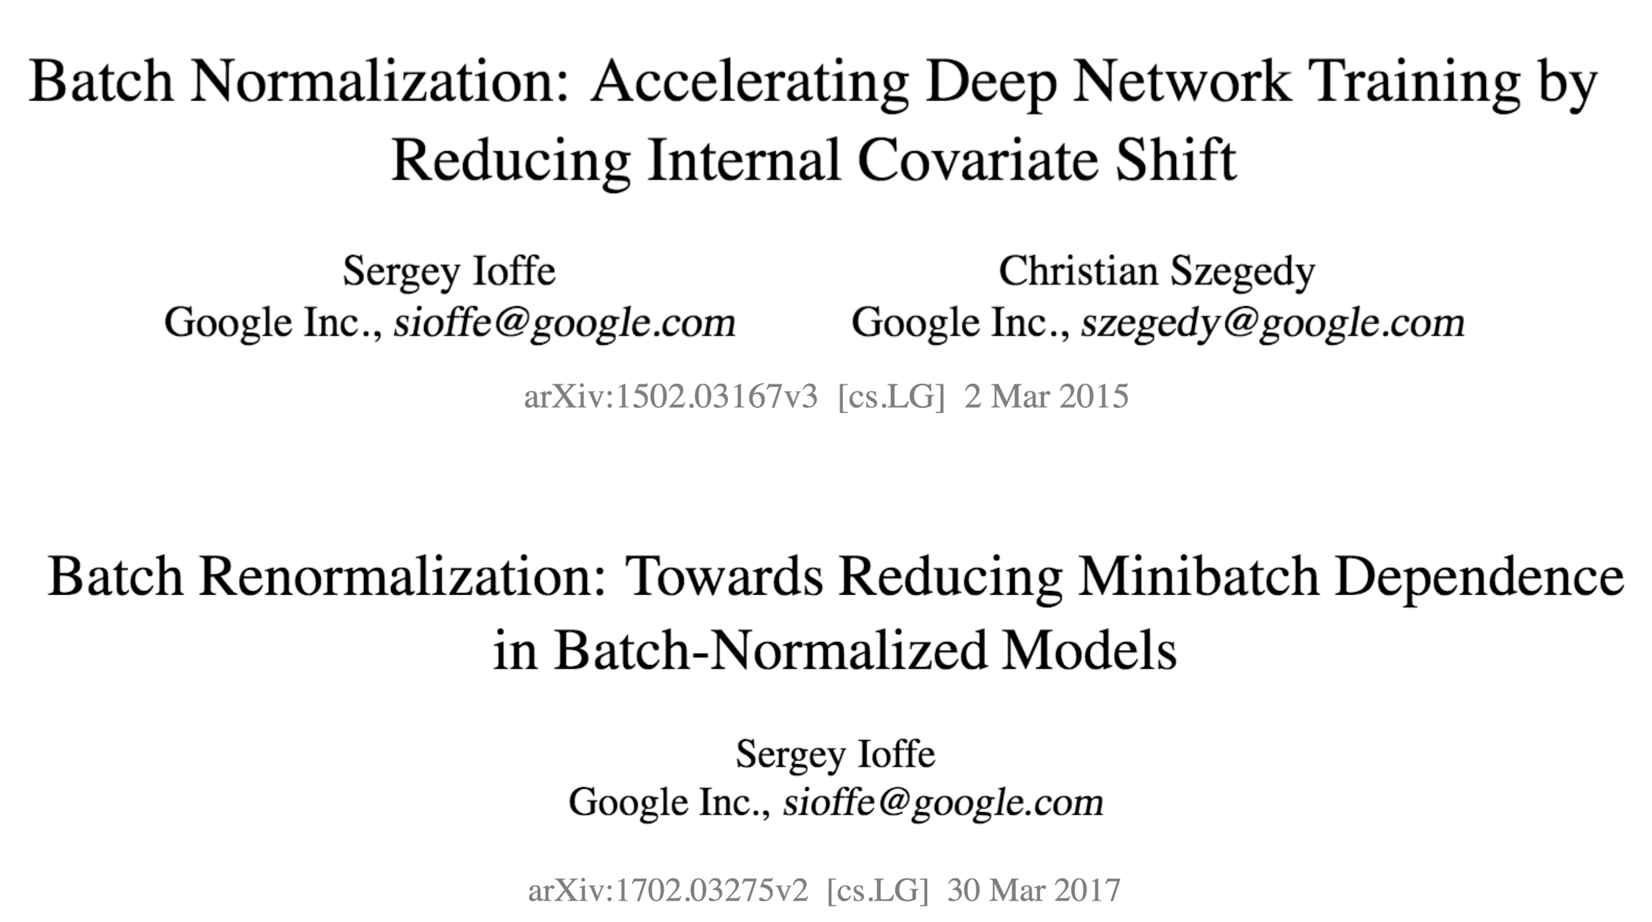 Batch Normalization: Accelerating Deep Network Training by
Reducing Internal Covariate Shift
Sergey Ioffe
Google Inc., sioffe@google.com
Christian Szegedy
Google Inc., szegedy@google.com
arXiv:1502.03167v3 [cs.LG] 2 Mar 2015
Batch Renormalization: Towards Reducing Minibatch Dependence
in Batch-Normalized Models
Sergey Ioffe
Google Inc., sioffe@google.com
arXiv:1702.03275v2 [cs.LG] 30 Mar 2017